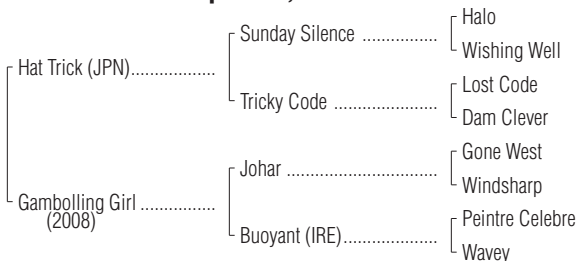 Halo
Sunday Silence ................
Wishing Well
Hat Trick (JPN)..................
Lost Code
Tricky Code ......................
Dam Clever
Gone West
Johar ................................
Windsharp
Gambolling Girl ................
(2008)
Peintre Celebre
Buoyant (IRE)....................
Wavey